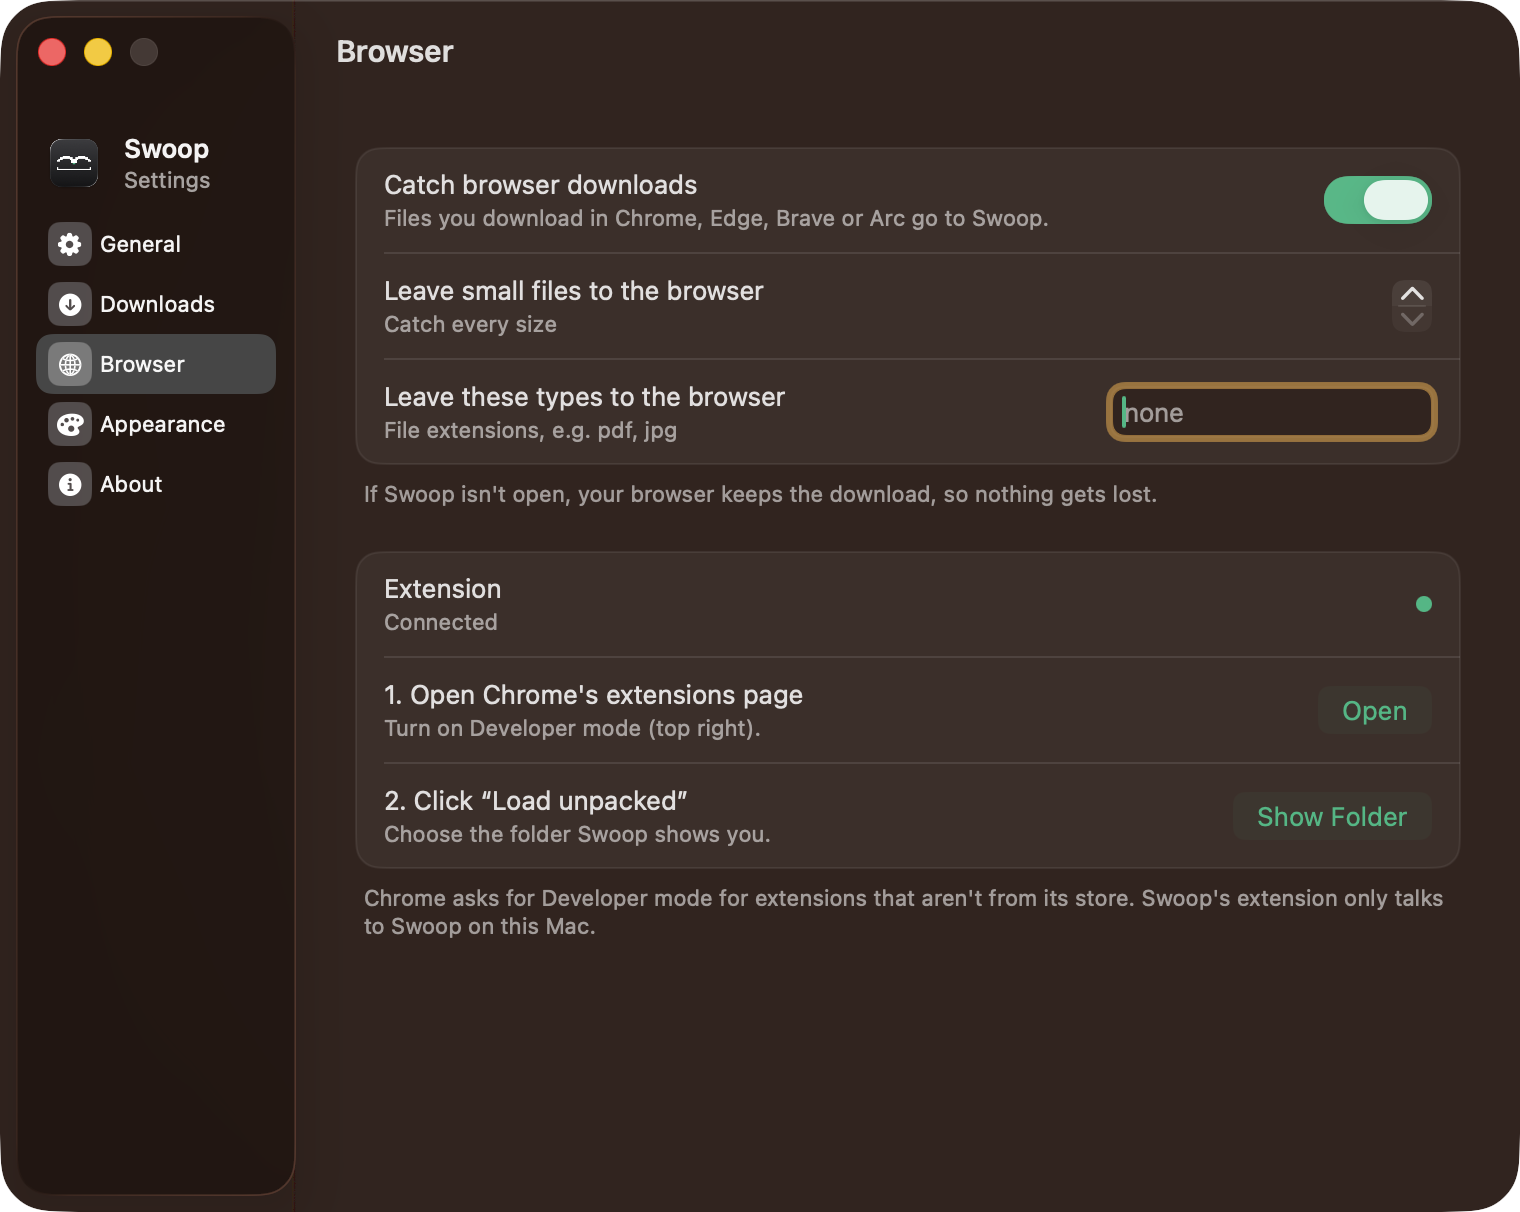 Browser
Swoop
Settings
General
Downloads
Browser
Appearance
About
Catch browser downloads
Files you download in Chrome, Edge, Brave or Arc go to Swoop.
Leave small files to the browser
Catch every size
Leave these types to the browser
File extensions, e.g. pdf, jpg
none
If Swoop isn't open, your browser keeps the download, so nothing gets lost.
Extension
Connected
1. Open Chrome's extensions page
Turn on Developer mode (top right).
Open
2. Click “Load unpacked”
Choose the folder Swoop shows you.
Show Folder
Chrome asks for Developer mode for extensions that aren't from its store. Swoop's extension only talks
to Swoop on this Mac.